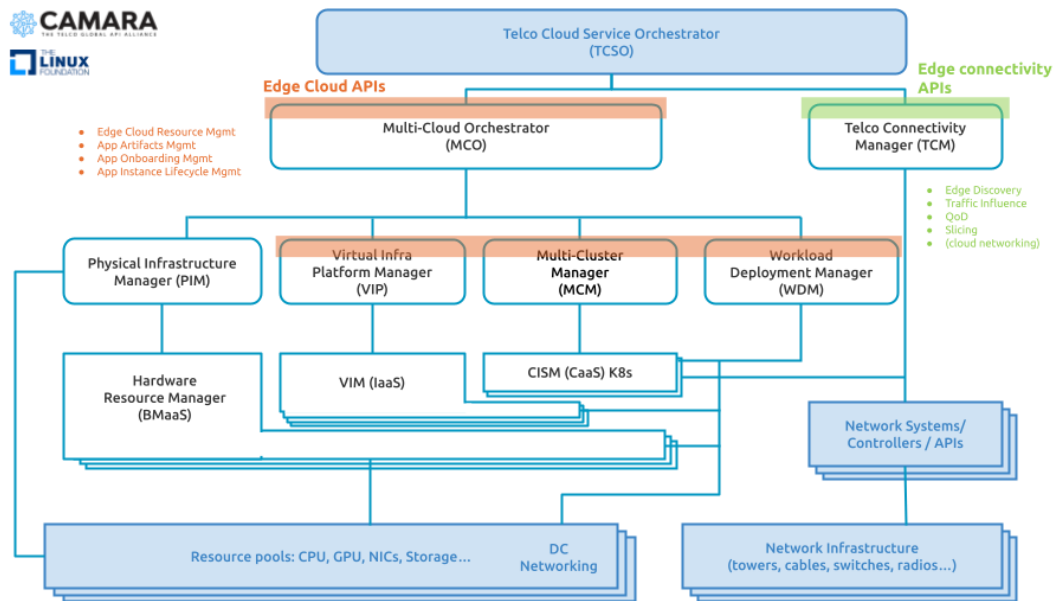 CAMARA
THE TELCO GLOBAL API ALLIANCE
THE
LINUX
FOUNDATION
Telco Cloud Service Orchestrator
(TCSO)
Edge Cloud APIs
Edge connectivity
APIs
● Edge Cloud Resource Mgmt
● App Artifacts Mgmt
● App Onboarding Mgmt
● App Instance Lifecycle Mgmt
Multi-Cloud Orchestrator
(MCO)
Telco Connectivity
Manager (TCM)
● Edge Discovery
● Traffic Influence
● QoD
● Slicing
● (cloud networking)
Physical Infrastructure
Manager (PIM)
Virtual Infra
Platform Manager
(VIP)
Multi-Cluster
Manager
(MCM)
Workload
Deployment Manager
(WDM)
Hardware
Resource Manager
(BMaaS)
VIM (IaaS)
CISM (CaaS) K8s
Network Systems/
Controllers / APIs
Resource pools: CPU, GPU, NICs, Storage...
DC
Networking
Network Infrastructure
(towers, cables, switches, radios...)